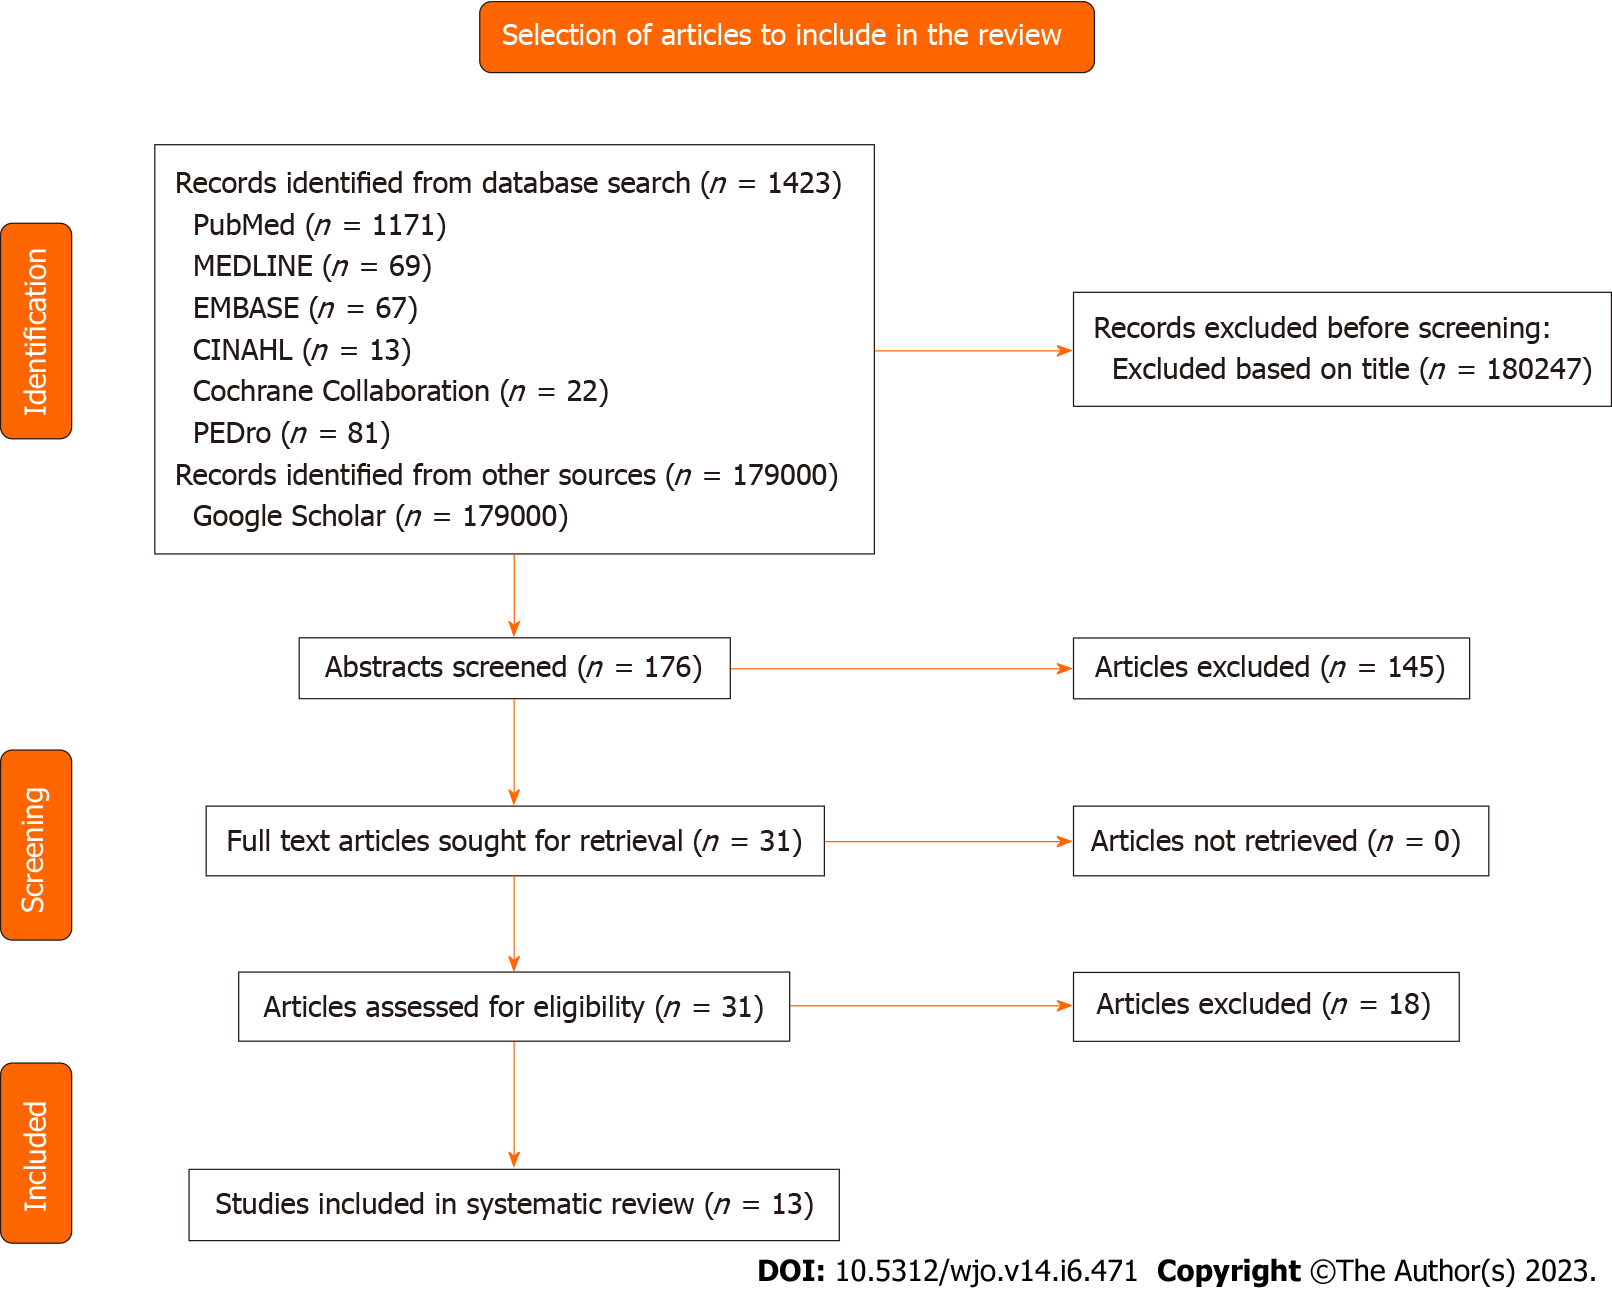 Selection of articles to include in the review
Identification
Records identified from database search (n = 1423)
PubMed (n = 1171)
MEDLINE (n = 69)
EMBASE (n = 67)
CINAHL (n = 13)
Cochrane Collaboration (n = 22)
PEDro (n = 81)
Records identified from other sources (n = 179000)
Google Scholar (n = 179000)
Records excluded before screening:
Excluded based on title (n = 180247)
Abstracts screened (n = 176)
Articles excluded (n = 145)
Screening
Full text articles sought for retrieval (n = 31)
Articles not retrieved (n = 0)
Articles assessed for eligibility (n = 31)
Articles excluded (n = 18)
Included
Studies included in systematic review (n = 13)
DOI: 10.5312/wjo.v14.i6.471 Copyright ©The Author(s) 2023.